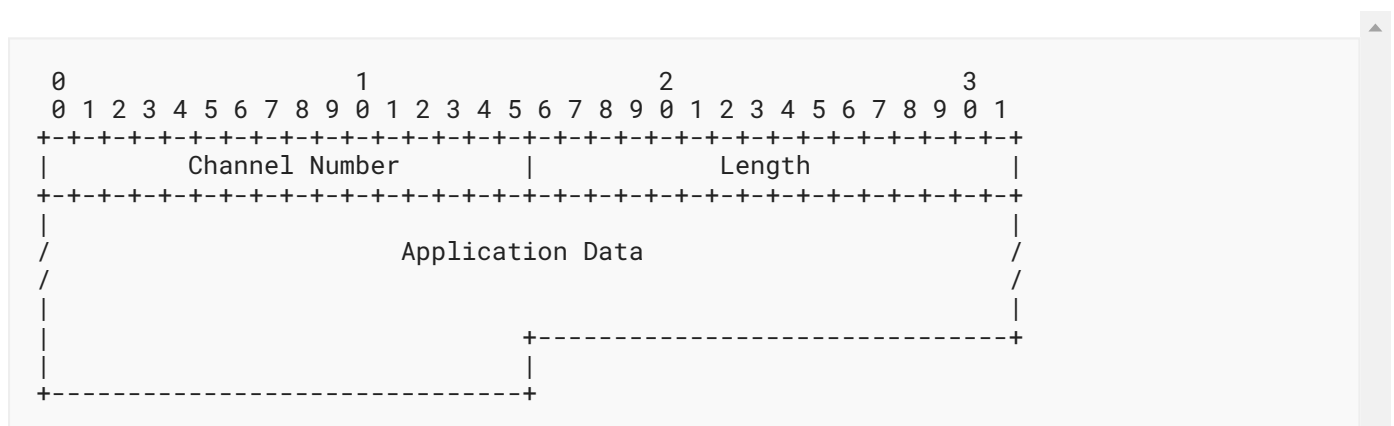 0                   1                   2                   3
 0 1 2 3 4 5 6 7 8 9 0 1 2 3 4 5 6 7 8 9 0 1 2 3 4 5 6 7 8 9 0 1
+-+-+-+-+-+-+-+-+-+-+-+-+-+-+-+-+-+-+-+-+-+-+-+-+-+-+-+-+-+-+-+-+
|         Channel Number        |            Length             |
+-+-+-+-+-+-+-+-+-+-+-+-+-+-+-+-+-+-+-+-+-+-+-+-+-+-+-+-+-+-+-+-+
|                                                               |
/                       Application Data                        /
/                                                               /
|                                                               |
|                               +-------------------------------+
|                               |
+-------------------------------+